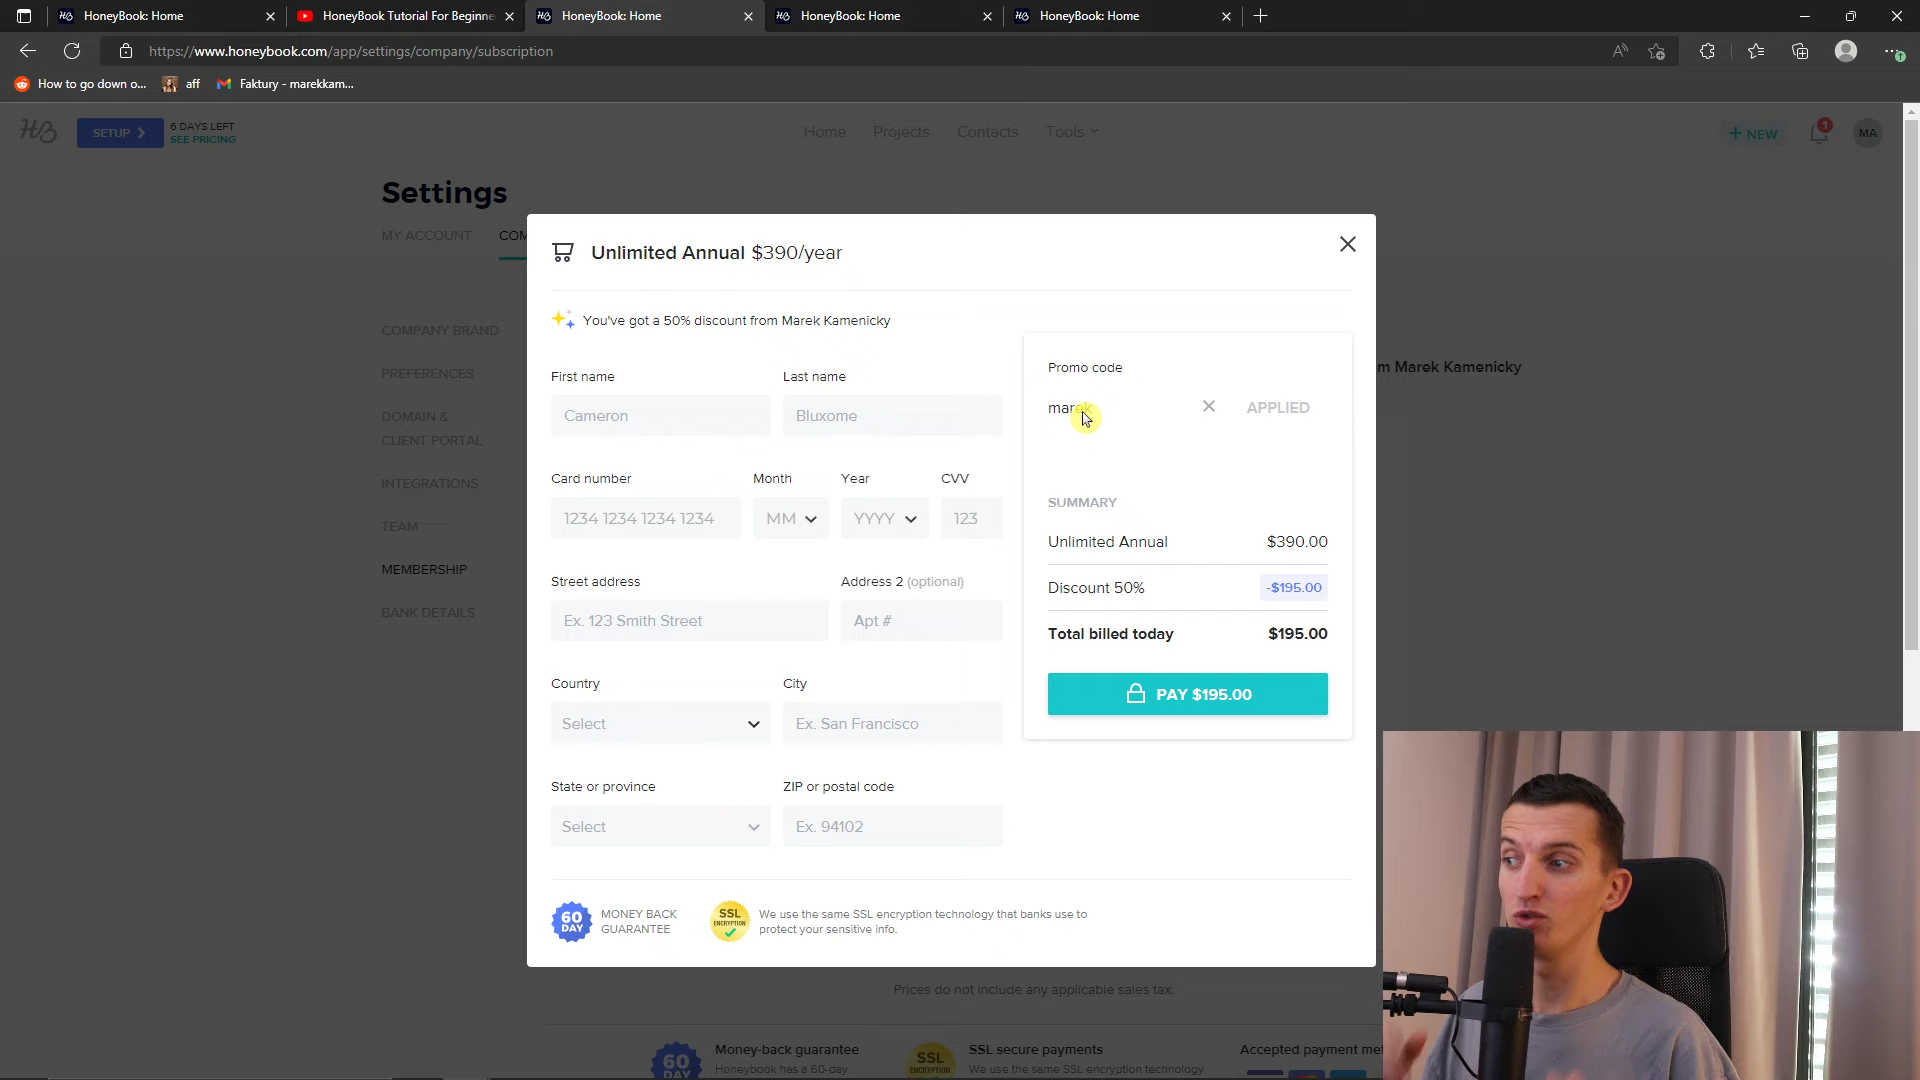 HoneyBook: Home
HoneyBook Tutorial For Beginne
HoneyBook: Home
HoneyBook: Home
HoneyBook: Home
https://www.honeybook.com/app/settings/company/subscription
How to go down o...
aff
Faktury - marekkam...
HB
SETUP
6 DAYS LEFT
SEE PRICING
Home
Projects
Contacts
Tools
+ NEW
1
MA
Settings
MY ACCOUNT
COM
COMPANY BRAND
PREFERENCES
DOMAIN &
CLIENT PORTAL
INTEGRATIONS
TEAM
MEMBERSHIP
BANK DETAILS
m Marek Kamenicky
Unlimited Annual $390/year
You've got a 50% discount from Marek Kamenicky
First name
Last name
Cameron
Bluxome
Card number
Month
Year
CVV
1234 1234 1234 1234
MM
YYYY
123
Street address
Address 2 (optional)
Ex. 123 Smith Street
Apt #
Country
City
Select
Ex. San Francisco
State or province
ZIP or postal code
Select
Ex. 94102
Promo code
marek
APPLIED
SUMMARY
Unlimited Annual
$390.00
Discount 50%
-$195.00
Total billed today
$195.00
PAY $195.00
60
DAY
MONEY BACK
GUARANTEE
SSL
ENCRYPTION
We use the same SSL encryption technology that banks use to
protect your sensitive info.
Prices do not include any applicable sales tax.
60
DAY
Money-back guarantee
Honeybook has a 60-day
SSL
ENCRYPTION
SSL secure payments
We use the same SSL encryption technology
Accepted payment met